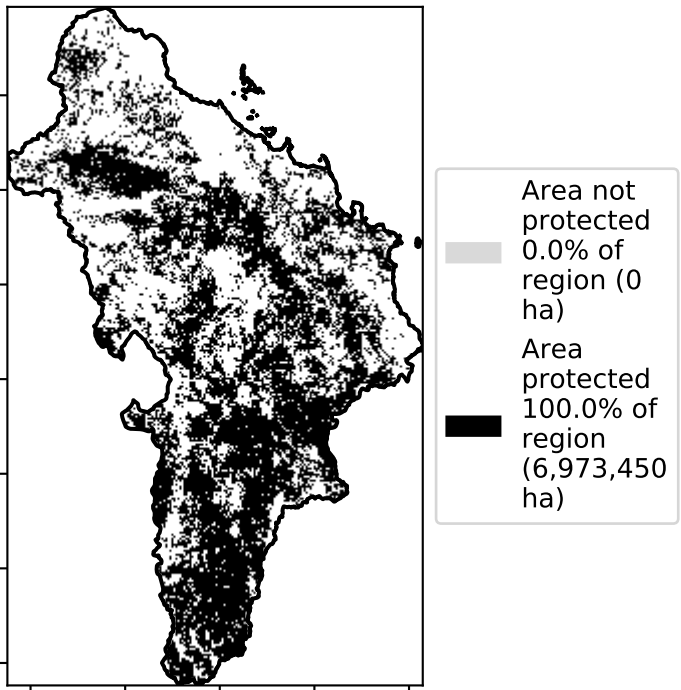 Area not
protected
0.0% of
region (0
ha)
Area
protected
100.0% of
region
(6,973,450
ha)